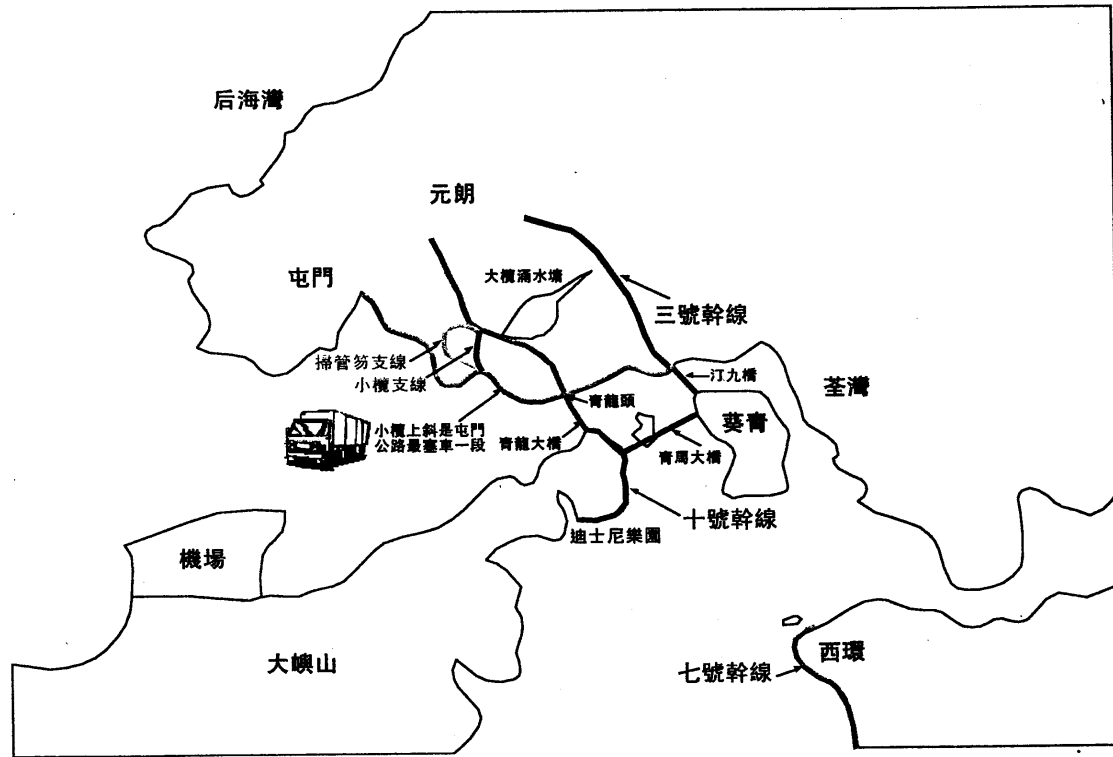 后海灣
元朗
大欖涌水塘
屯門
三號幹線
掃管笏支線
小欖支線
汀九橋
荃灣
青龍頭
葵青
小欖上斜是屯門
公路最塞車一段
青龍大橋
青馬大橋
十號幹線
迪士尼樂園
機場
大嶼山
西環
七號幹線